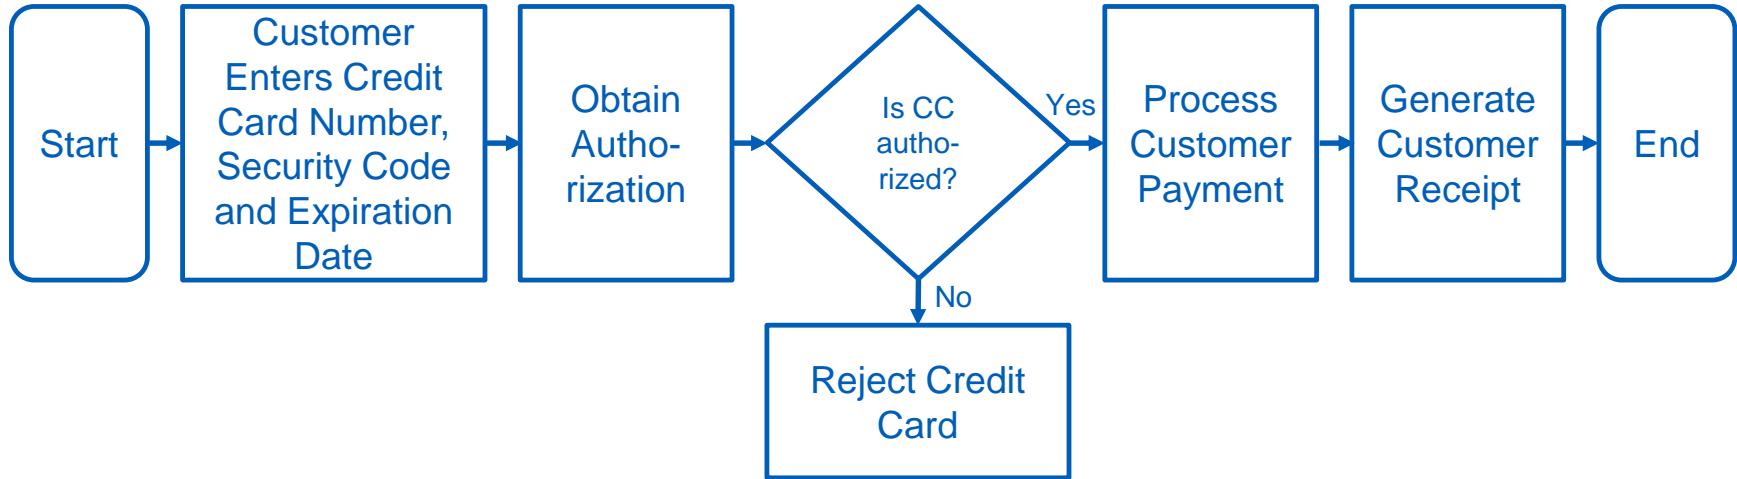 Start
Customer
Enters Credit
Card Number,
Security Code
and Expiration
Date
Obtain
Autho-
rization
Is CC
autho-
rized?
Yes
Process
Customer
Payment
Generate
Customer
Receipt
End
No
Reject Credit
Card